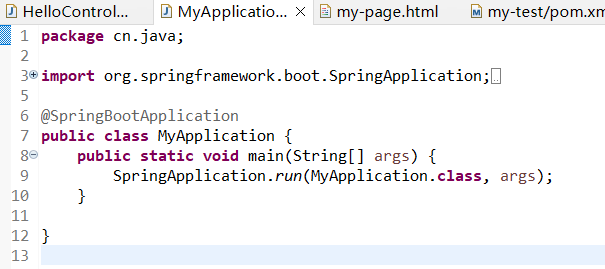 HelloControl... MyApplicatio... my-page.html my-test/pom.xm
1 package cn.java;
2
3 import org.springframework.boot.SpringApplication;
5
6 @SpringBootApplication
7 public class MyApplication {
8 public static void main(String[] args) {
9 SpringApplication.run(MyApplication.class, args);
10 }
11
12 }
13